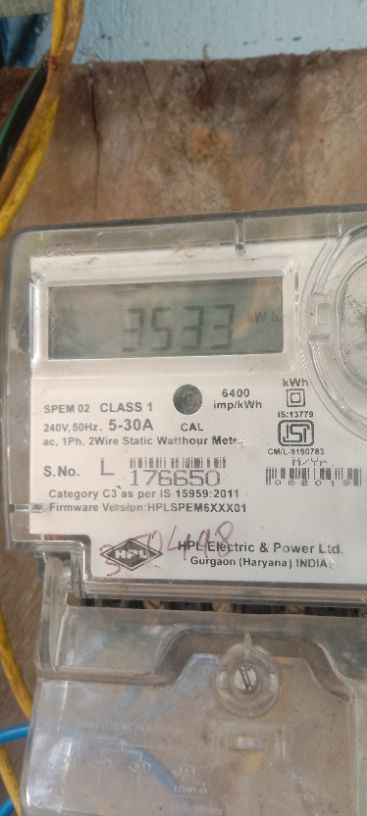 3533 kWh
SPEM 02 CLASS 1
6400 imp/kWh
kWh
240V, 50Hz. 5-30A
CAL
IS:13779
ac, 1Ph, 2Wire Static Watthour Meter
ISI
CM/L-9190783
M/Yr.
S.No. L 176650
Category C3 as per IS 15959:2011
Firmware Version:HPLSPEM6XXX01
HPL
HPL Electric & Power Ltd.
Gurgaon (Haryana) INDIA